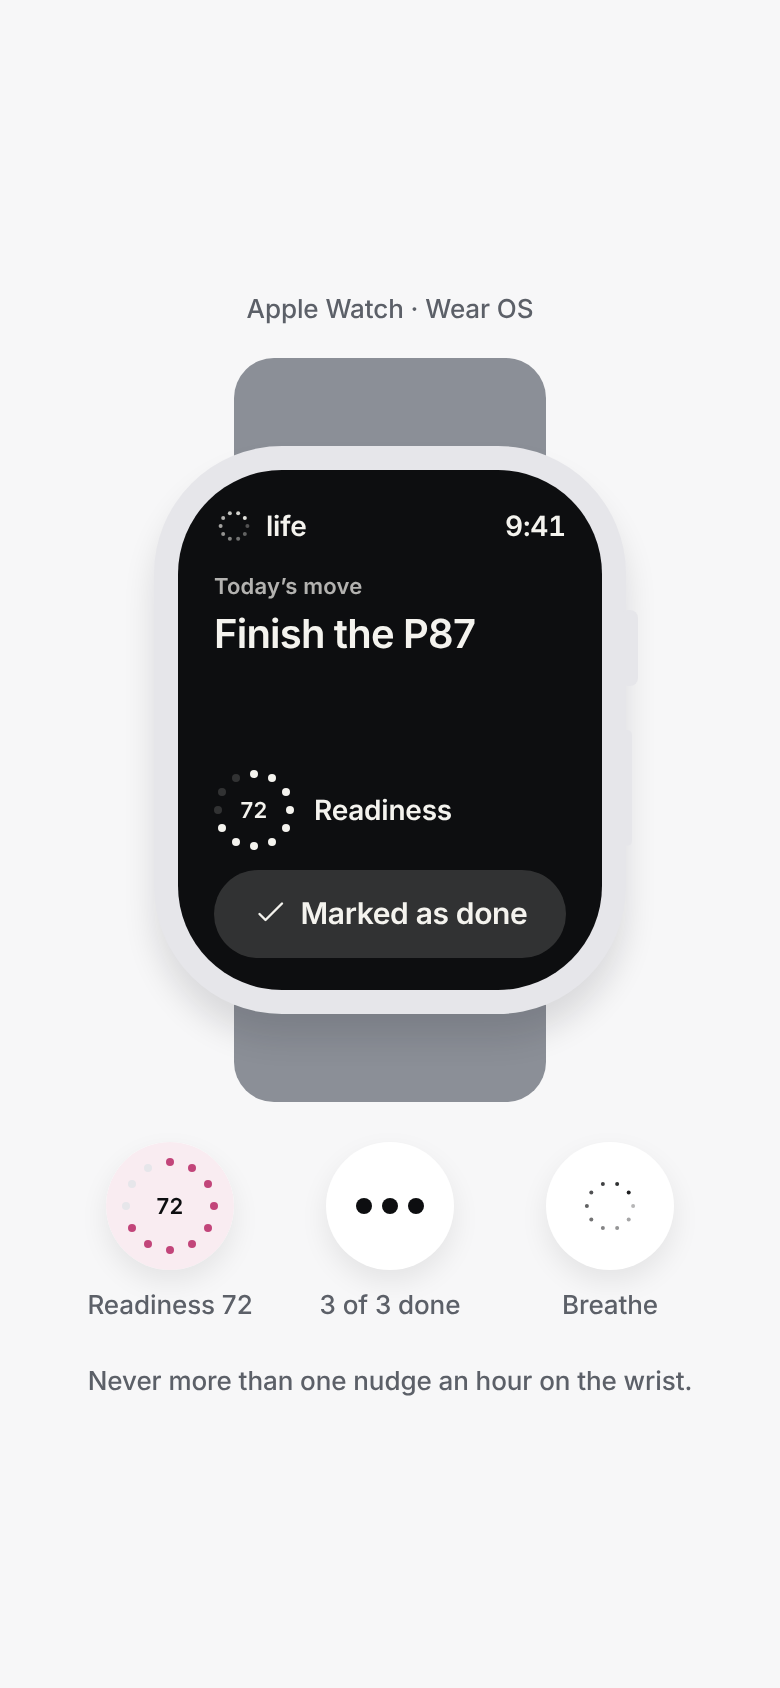 Apple Watch · Wear OS
life
9:41
Today’s move
Finish the P87
72
Readiness
Marked as done
72
Readiness 72
3 of 3 done
Breathe
Never more than one nudge an hour on the wrist.